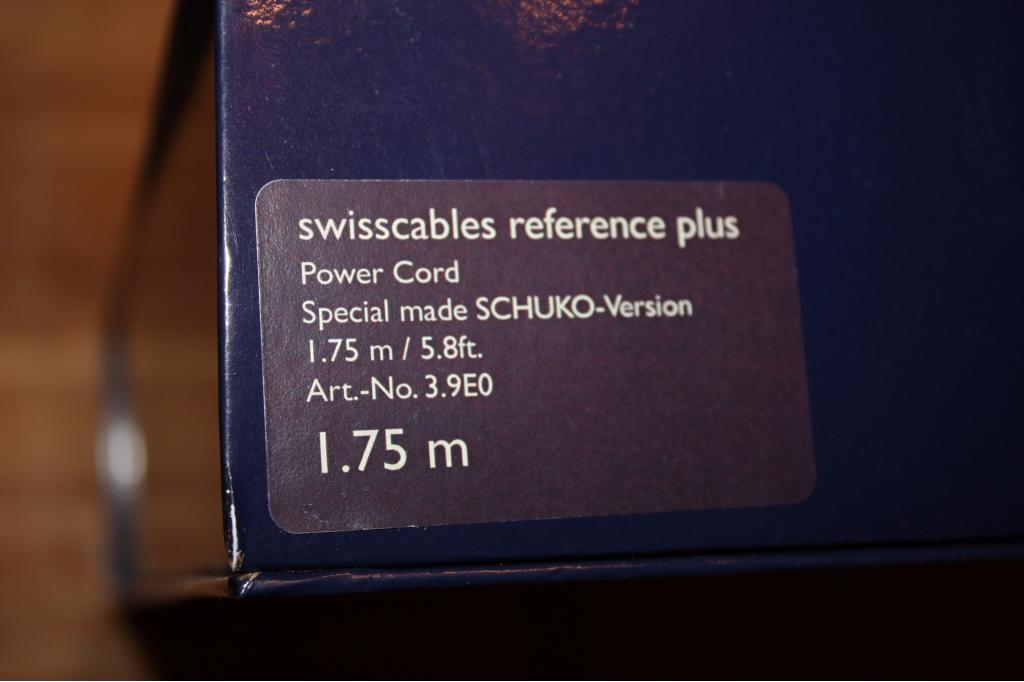 swisscables reference plus
Power Cord
Special made SCHUKO-Version
1.75 m / 5.8ft.
Art.-No. 3.9E0
1.75 m